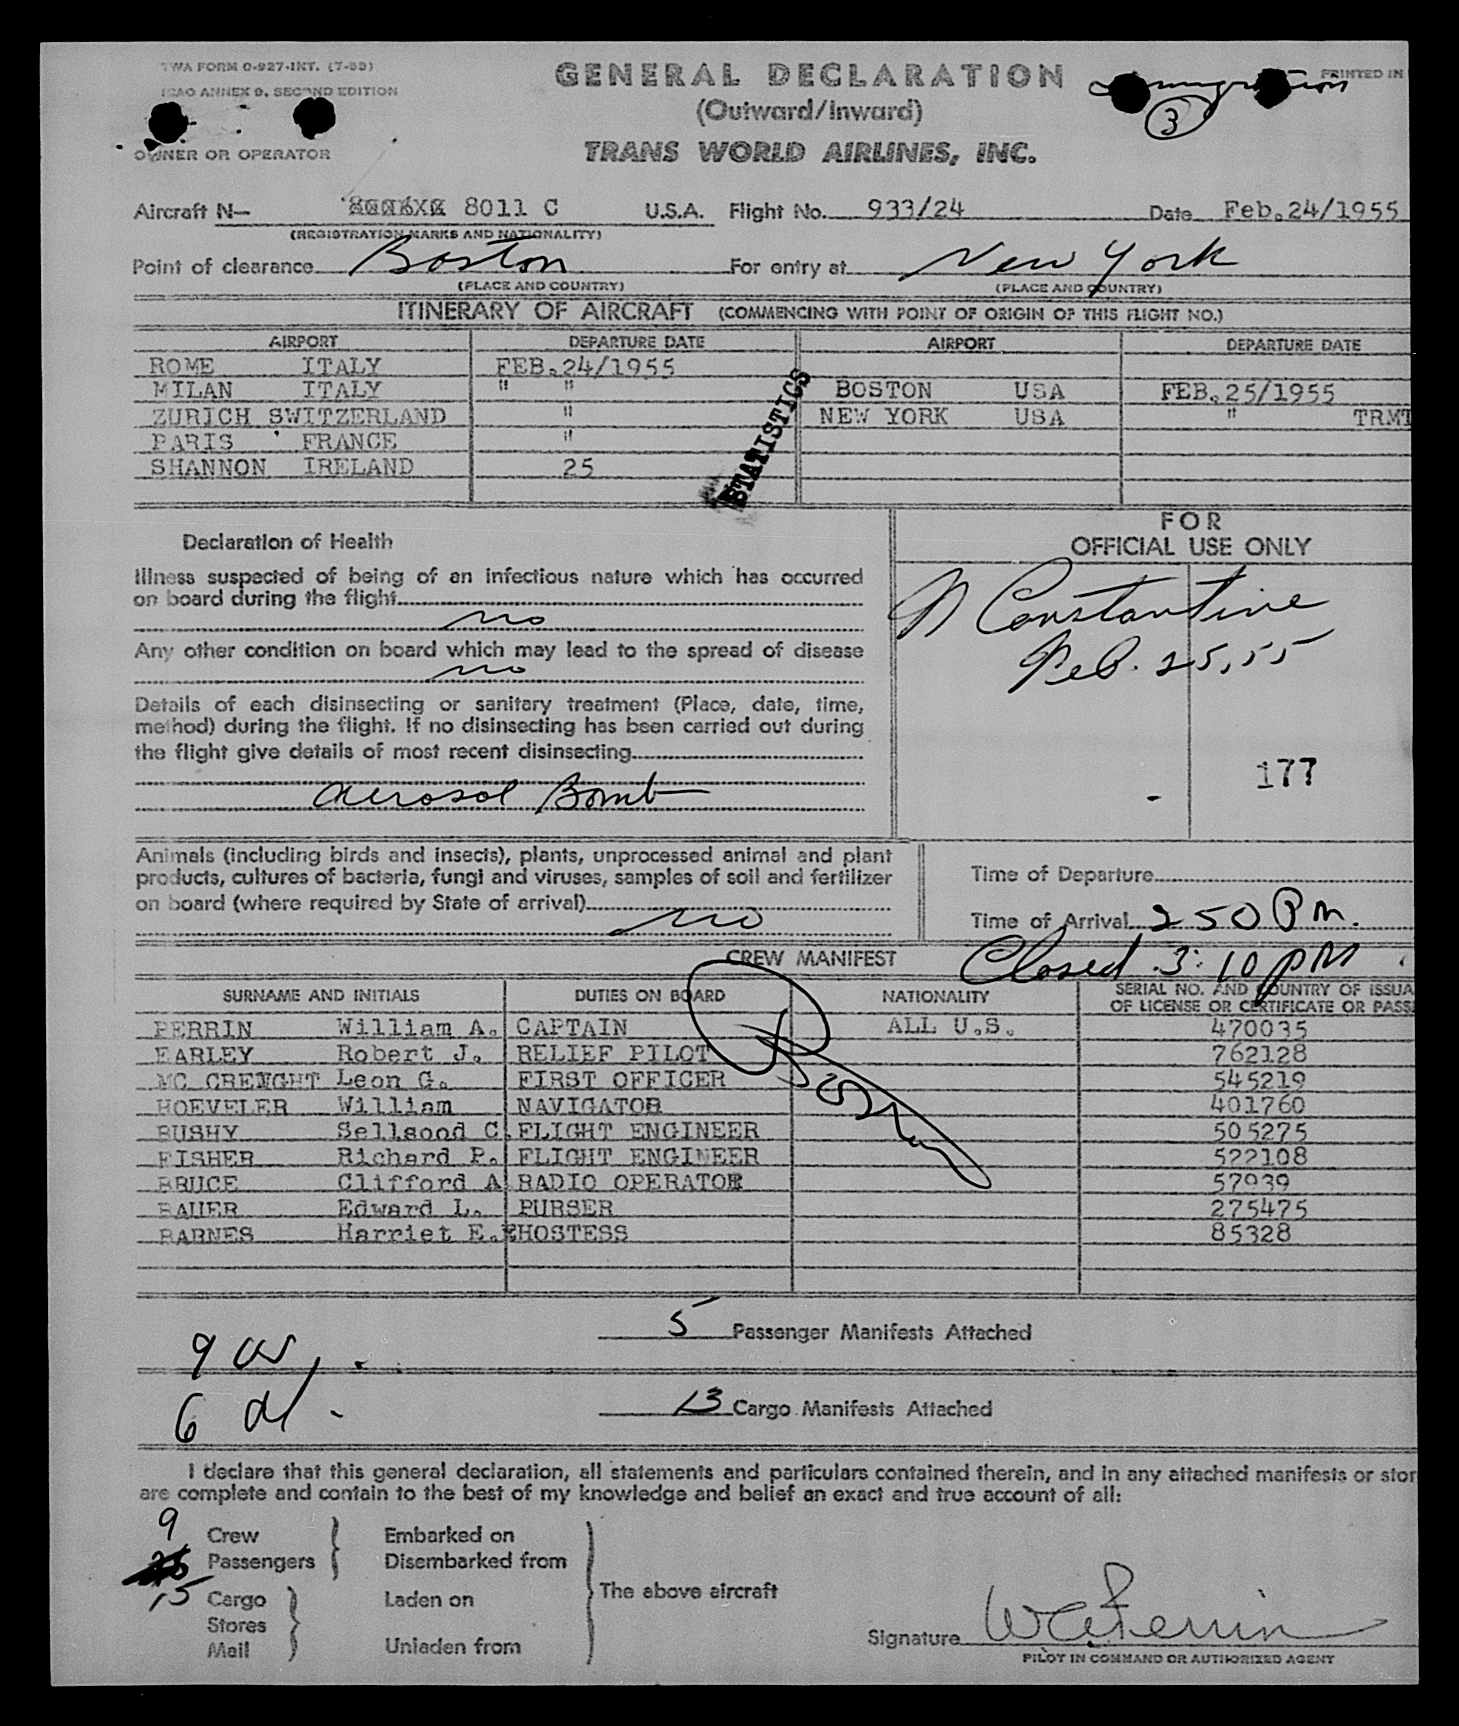 TWA FORM O-927-INT. (7-53)
ICAO ANNEX 9, SECOND EDITION
GENERAL DECLARATION
(Outward/Inward)
TRANS WORLD AIRLINES, INC.
Immigration
3
PRINTED IN
OWNER OR OPERATOR
Aircraft N— 8011 C U.S.A. Flight No. 933/24 Date Feb.24/1955
(REGISTRATION MARKS AND NATIONALITY)
Point of clearance Boston For entry at New York
(PLACE AND COUNTRY) (PLACE AND COUNTRY)
ITINERARY OF AIRCRAFT (COMMENCING WITH POINT OF ORIGIN OF THIS FLIGHT NO.)
AIRPORT DEPARTURE DATE AIRPORT DEPARTURE DATE
ROME ITALY FEB.24/1955
MILAN ITALY " " BOSTON USA FEB.25/1955
ZURICH SWITZERLAND " NEW YORK USA " TRMT
PARIS FRANCE "
SHANNON IRELAND 25
STATISTICS
FOR
OFFICIAL USE ONLY
Declaration of Health
Illness suspected of being of an infectious nature which has occurred
on board during the flight
no
Any other condition on board which may lead to the spread of disease
no
Details of each disinsecting or sanitary treatment (Place, date, time,
method) during the flight. If no disinsecting has been carried out during
the flight give details of most recent disinsecting
Aerosol Bomb
N Constantine
Feb. 25, 55
177
Animals (including birds and insects), plants, unprocessed animal and plant
products, cultures of bacteria, fungi and viruses, samples of soil and fertilizer
on board (where required by State of arrival)
no
Time of Departure
Time of Arrival 2 50 PM.
Closed 3:10 PM
CREW MANIFEST
SURNAME AND INITIALS DUTIES ON BOARD NATIONALITY SERIAL NO. AND COUNTRY OF ISSUA
OF LICENSE OR CERTIFICATE OR PASS
PERRIN William A. CAPTAIN ALL U.S. 470035
EARLEY Robert J. RELIEF PILOT 762128
Leon G. FIRST OFFICER 545219
HOEVELER William NAVIGATOR 401760
BUSHY Sellsood C. FLIGHT ENGINEER 505275
FISHER Richard P. FLIGHT ENGINEER 522108
BRUCE Clifford A RADIO OPERATOR 57939
BAUER Edward L. PURSER 275475
BARNES Harriet E. HOSTESS 85328
5 Passenger Manifests Attached
9
6
13 Cargo Manifests Attached
I declare that this general declaration, all statements and particulars contained therein, and in any attached manifests or stor
are complete and contain to the best of my knowledge and belief an exact and true account of all:
9 Crew Embarked on
Passengers Disembarked from
15 Cargo Laden on The above aircraft
Stores
Mail Unladen from
Signature W A Perrin
PILOT IN COMMAND OR AUTHORIZED AGENT